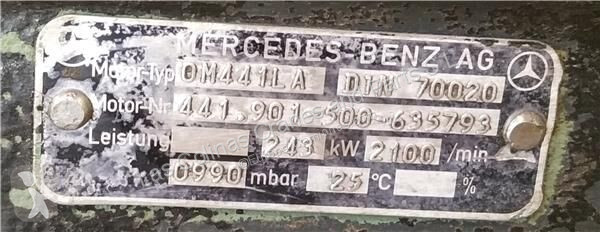 MERCEDES-BENZ AG
Motor-Typ OM441LA DIN 70020
Motor-Nr 441.901-500-635793
Leistung 243 kW 2100 /min
0990 mbar 25 °C %